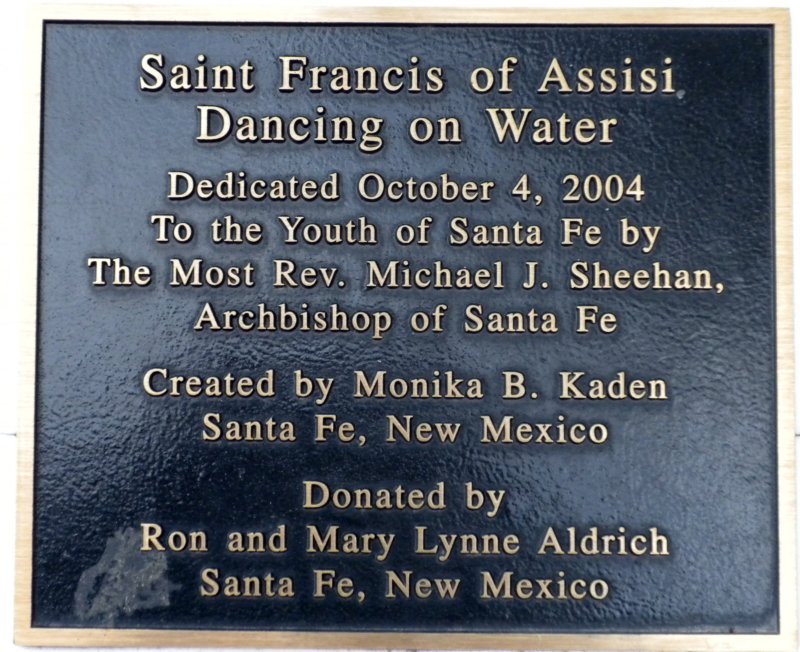 Saint Francis of Assisi
Dancing on Water
Dedicated October 4, 2004
To the Youth of Santa Fe by
The Most Rev. Michael J. Sheehan,
Archbishop of Santa Fe
Created by Monika B. Kaden
Santa Fe, New Mexico
Donated by
Ron and Mary Lynne Aldrich
Santa Fe, New Mexico